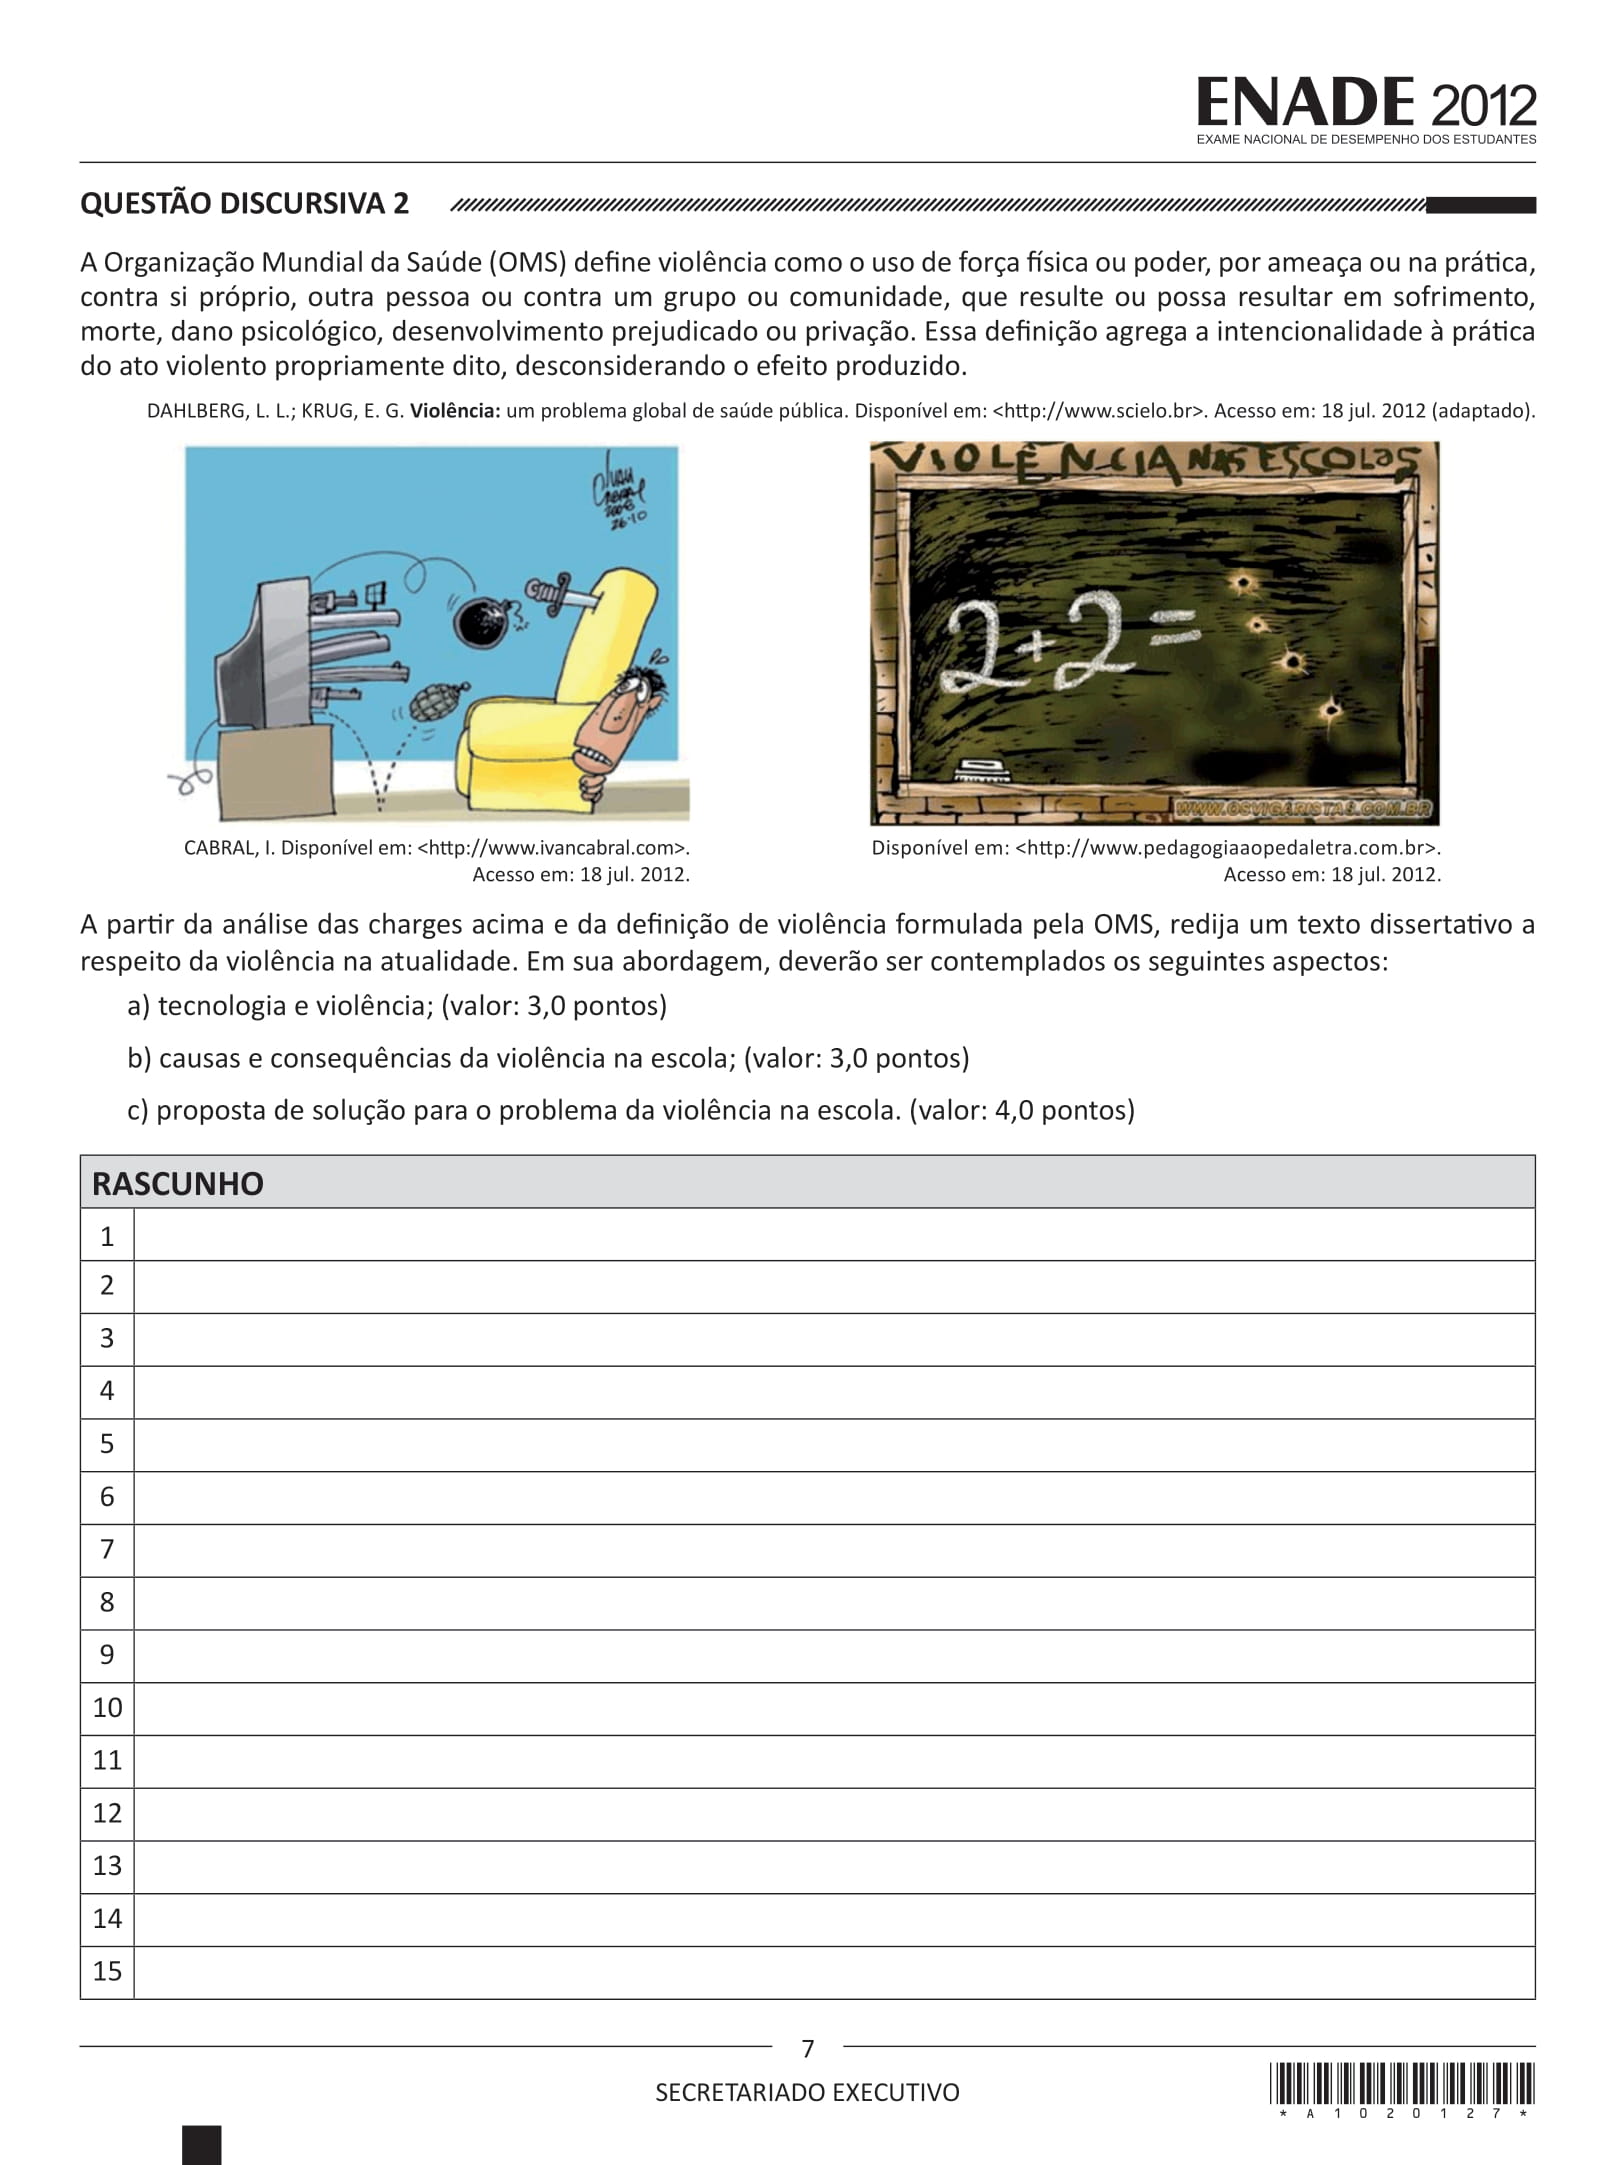 ENADE 2012
EXAME NACIONAL DE DESEMPENHO DOS ESTUDANTES
QUESTÃO DISCURSIVA 2
A Organização Mundial da Saúde (OMS) define violência como o uso de força física ou poder, por ameaça ou na prática,
contra si próprio, outra pessoa ou contra um grupo ou comunidade, que resulte ou possa resultar em sofrimento,
morte, dano psicológico, desenvolvimento prejudicado ou privação. Essa definição agrega a intencionalidade à prática
do ato violento propriamente dito, desconsiderando o efeito produzido.
DAHLBERG, L. L.; KRUG, E. G. Violência: um problema global de saúde pública. Disponível em: <http://www.scielo.br>. Acesso em: 18 jul. 2012 (adaptado).
IVAN
CABRAL
2008
26-10
VIOLÊNCIA NAS ESCOLAS
2+2=
WWW.OSVIGARISTAS.COM.BR
CABRAL, I. Disponível em: <http://www.ivancabral.com>.
Acesso em: 18 jul. 2012.
Disponível em: <http://www.pedagogiaaopedaletra.com.br>.
Acesso em: 18 jul. 2012.
A partir da análise das charges acima e da definição de violência formulada pela OMS, redija um texto dissertativo a
respeito da violência na atualidade. Em sua abordagem, deverão ser contemplados os seguintes aspectos:
a) tecnologia e violência; (valor: 3,0 pontos)
b) causas e consequências da violência na escola; (valor: 3,0 pontos)
c) proposta de solução para o problema da violência na escola. (valor: 4,0 pontos)
RASCUNHO
1
2
3
4
5
6
7
8
9
10
11
12
13
14
15
7
SECRETARIADO EXECUTIVO
* A 1 0 2 0 1 2 7 *